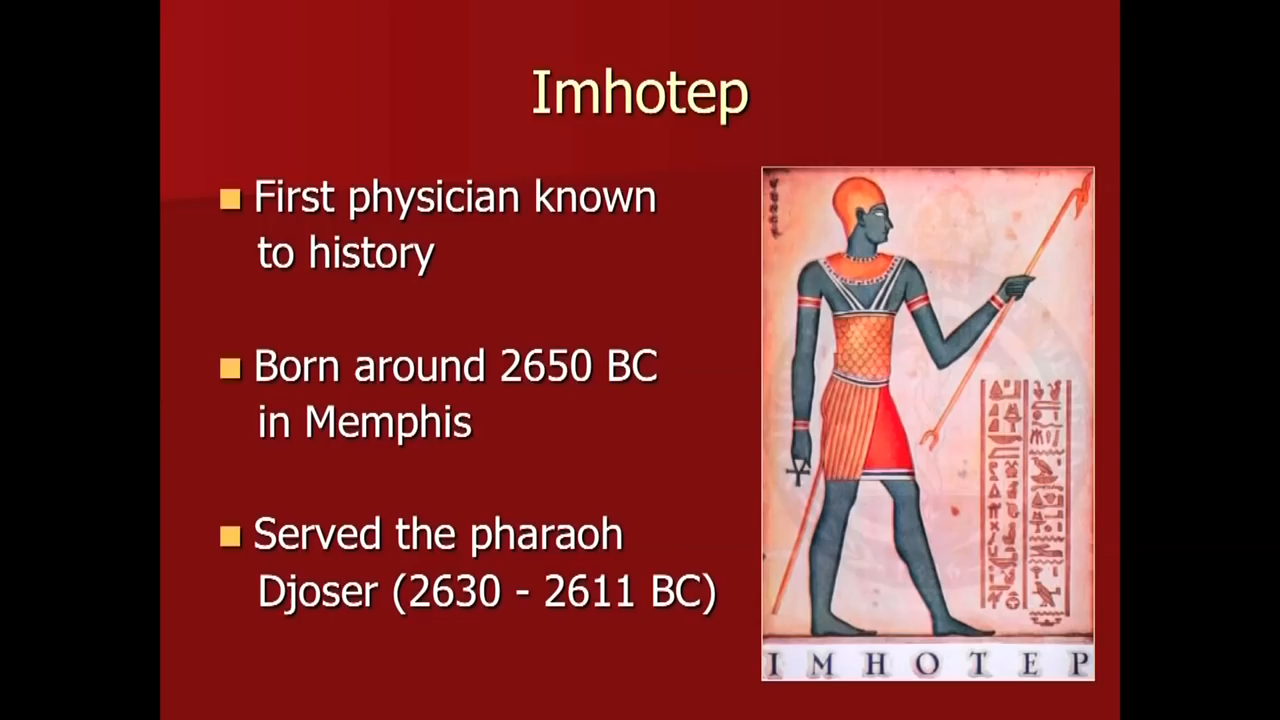 Imhotep
First physician known
to history
Born around 2650 BC
in Memphis
Served the pharaoh
Djoser (2630 - 2611 BC)
IMHOTEP